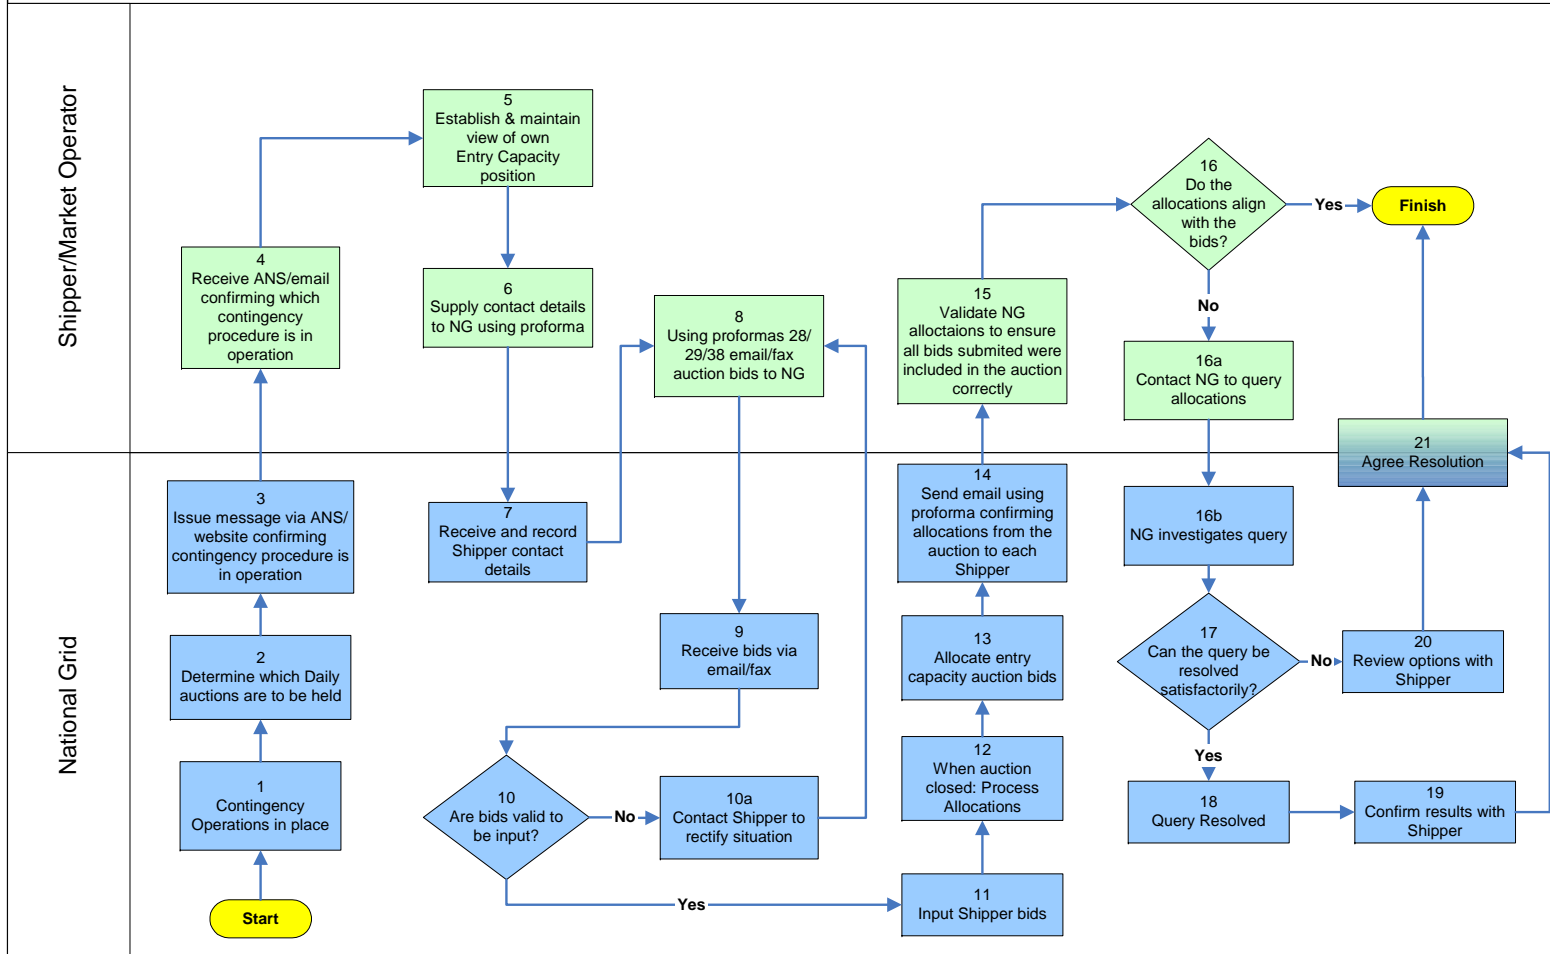 Shipper/Market Operator
National Grid
Start
1
Contingency
Operations in place
2
Determine which Daily
auctions are to be held
3
Issue message via ANS/
website confirming
contingency procedure is
in operation
4
Receive ANS/email
confirming which
contingency
procedure is in
operation
5
Establish & maintain
view of own
Entry Capacity
position
6
Supply contact details
to NG using proforma
7
Receive and record
Shipper contact
details
8
Using proformas 28/
29/38 email/fax
auction bids to NG
9
Receive bids via
email/fax
10
Are bids valid to
be input?
No
10a
Contact Shipper to
rectify situation
Yes
11
Input Shipper bids
12
When auction
closed: Process
Allocations
13
Allocate entry
capacity auction bids
14
Send email using
proforma confirming
allocations from the
auction to each
Shipper
15
Validate NG
alloctaions to ensure
all bids submited were
included in the auction
correctly
16
Do the
allocations align
with the
bids?
Yes
Finish
No
16a
Contact NG to query
allocations
16b
NG investigates query
17
Can the query be
resolved
satisfactorily?
No
20
Review options with
Shipper
Yes
18
Query Resolved
19
Confirm results with
Shipper
21
Agree Resolution